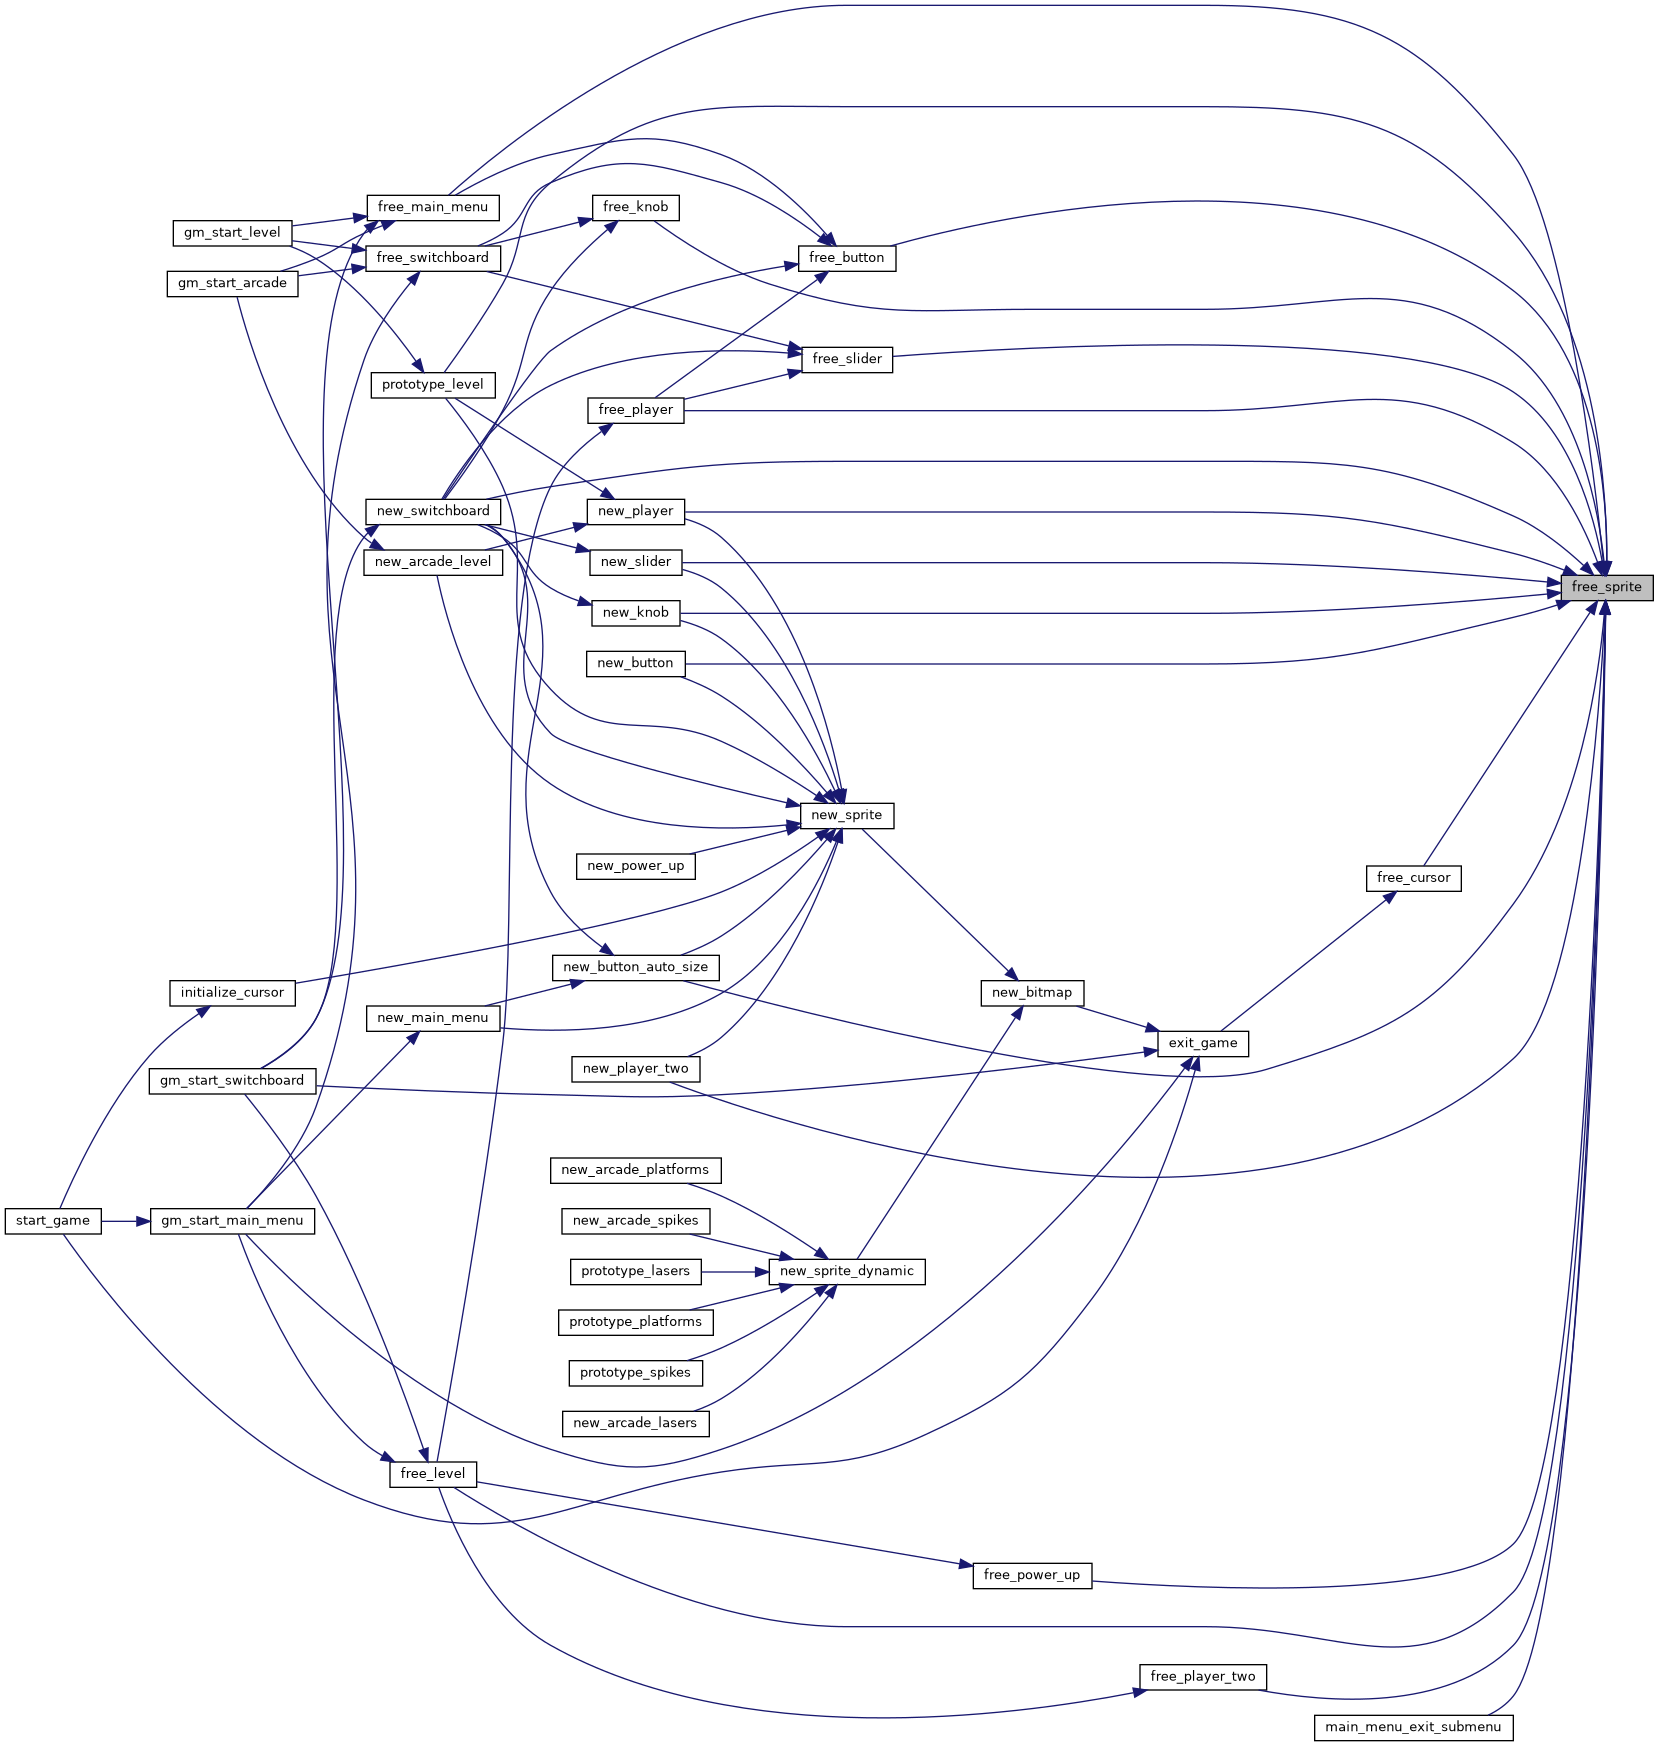 free_main_menu
free_knob
gm_start_level
free_switchboard
free_button
gm_start_arcade
free_slider
prototype_level
free_player
new_switchboard
new_player
new_arcade_level
new_slider
free_sprite
new_knob
new_button
new_sprite
new_power_up
free_cursor
new_button_auto_size
initialize_cursor
new_bitmap
new_main_menu
exit_game
new_player_two
gm_start_switchboard
new_arcade_platforms
start_game
gm_start_main_menu
new_arcade_spikes
prototype_lasers
new_sprite_dynamic
prototype_platforms
prototype_spikes
new_arcade_lasers
free_level
free_power_up
free_player_two
main_menu_exit_submenu